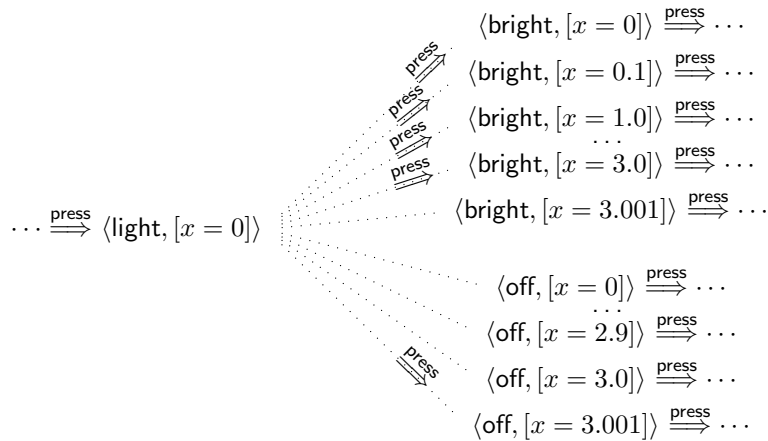 ⟨bright, [x = 0]⟩ =press⇒ ⋯
press
⟨bright, [x = 0.1]⟩ =press⇒ ⋯
press
⟨bright, [x = 1.0]⟩ =press⇒ ⋯
press
⋯
⟨bright, [x = 3.0]⟩ =press⇒ ⋯
press
⟨bright, [x = 3.001]⟩ =press⇒ ⋯
⋯ =press⇒ ⟨light, [x = 0]⟩
⟨off, [x = 0]⟩ =press⇒ ⋯
⋯
⟨off, [x = 2.9]⟩ =press⇒ ⋯
press
⟨off, [x = 3.0]⟩ =press⇒ ⋯
⟨off, [x = 3.001]⟩ =press⇒ ⋯